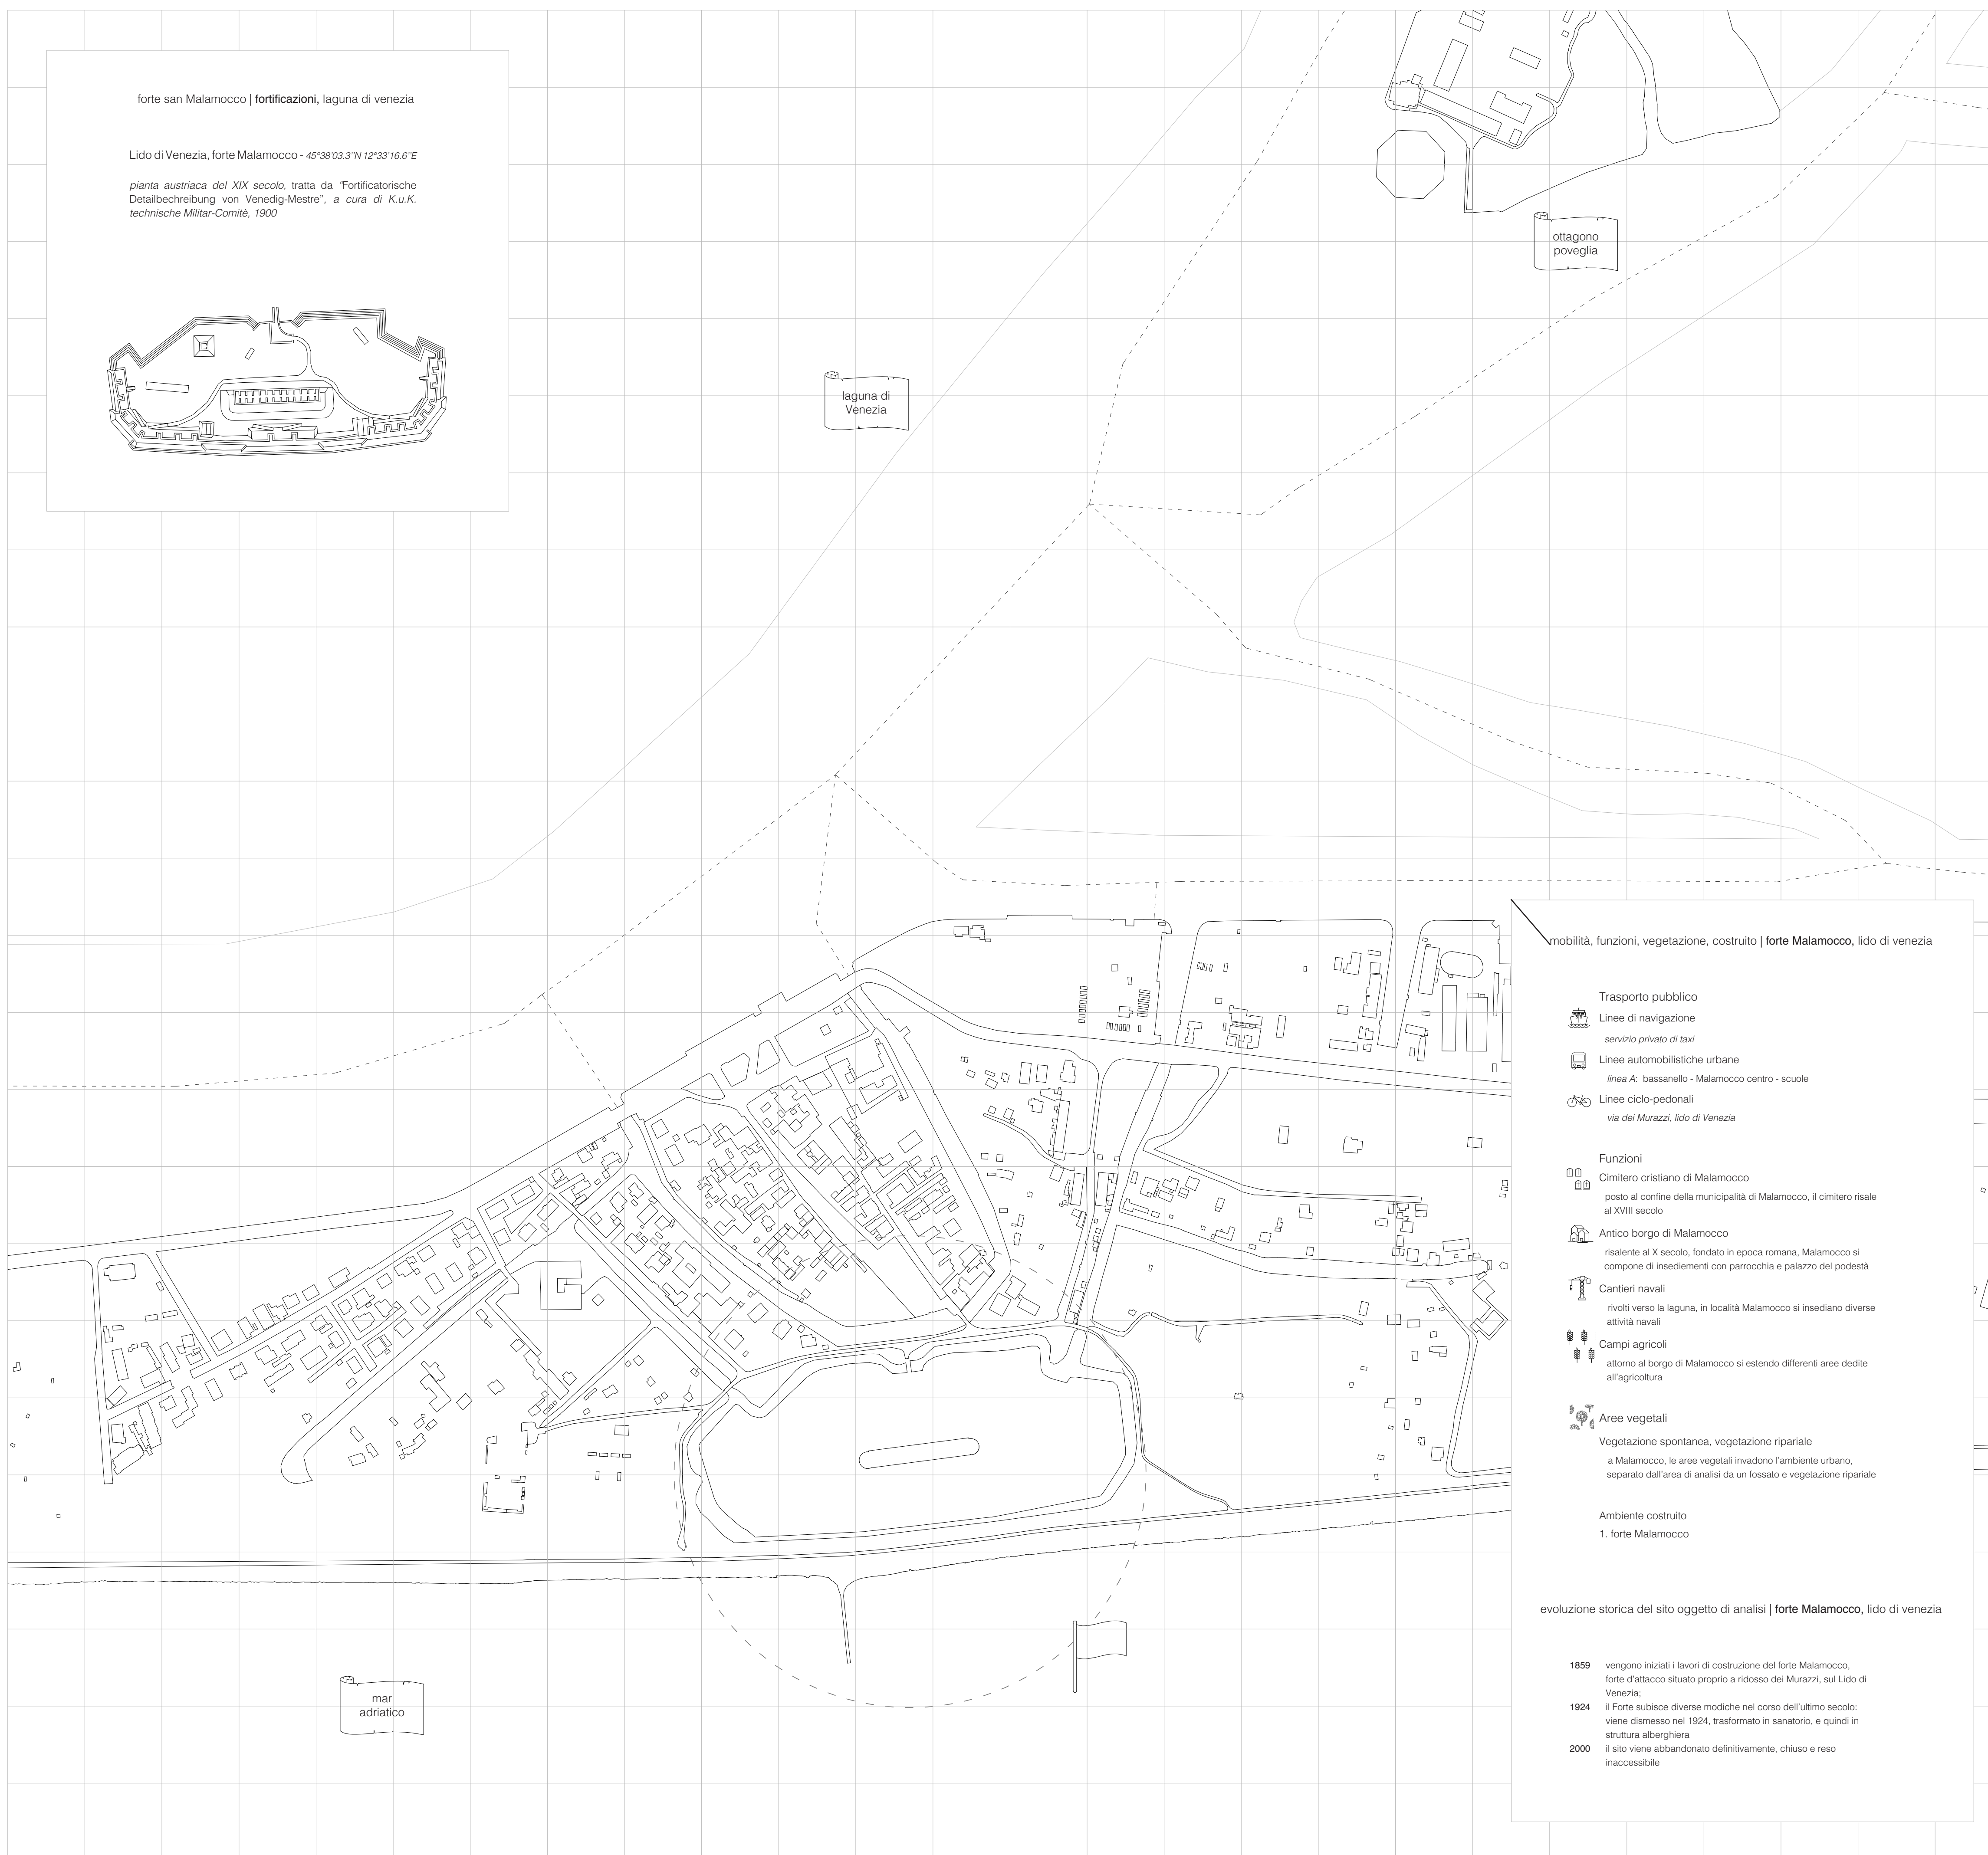 forte san Malamocco | fortificazioni, laguna di venezia
Lido di Venezia, forte Malamocco - 45°38'03.3''N 12°33'16.6''E
pianta austriaca del XIX secolo, tratta da "Fortificatorische
Detailbechreibung von Venedig-Mestre", a cura di K.u.K.
technische Militar-Comitè, 1900
ottagono
poveglia
laguna di
Venezia
mobilità, funzioni, vegetazione, costruito | forte Malamocco, lido di venezia
Trasporto pubblico
Linee di navigazione
servizio privato di taxi
Linee automobilistiche urbane
linea A: bassanello - Malamocco centro - scuole
Linee ciclo-pedonali
via dei Murazzi, lido di Venezia
Funzioni
Cimitero cristiano di Malamocco
posto al confine della municipalità di Malamocco, il cimitero risale
al XVIII secolo
Antico borgo di Malamocco
risalente al X secolo, fondato in epoca romana, Malamocco si
compone di insediementi con parrocchia e palazzo del podestà
Cantieri navali
rivolti verso la laguna, in località Malamocco si insediano diverse
attività navali
Campi agricoli
attorno al borgo di Malamocco si estendo differenti aree dedite
all'agricoltura
Aree vegetali
Vegetazione spontanea, vegetazione ripariale
a Malamocco, le aree vegetali invadono l'ambiente urbano,
separato dall'area di analisi da un fossato e vegetazione ripariale
Ambiente costruito
1. forte Malamocco
evoluzione storica del sito oggetto di analisi | forte Malamocco, lido di venezia
1859 vengono iniziati i lavori di costruzione del forte Malamocco,
forte d'attacco situato proprio a ridosso dei Murazzi, sul Lido di
Venezia;
1924 il Forte subisce diverse modiche nel corso dell'ultimo secolo:
viene dismesso nel 1924, trasformato in sanatorio, e quindi in
struttura alberghiera
2000 il sito viene abbandonato definitivamente, chiuso e reso
inaccessibile
mar
adriatico